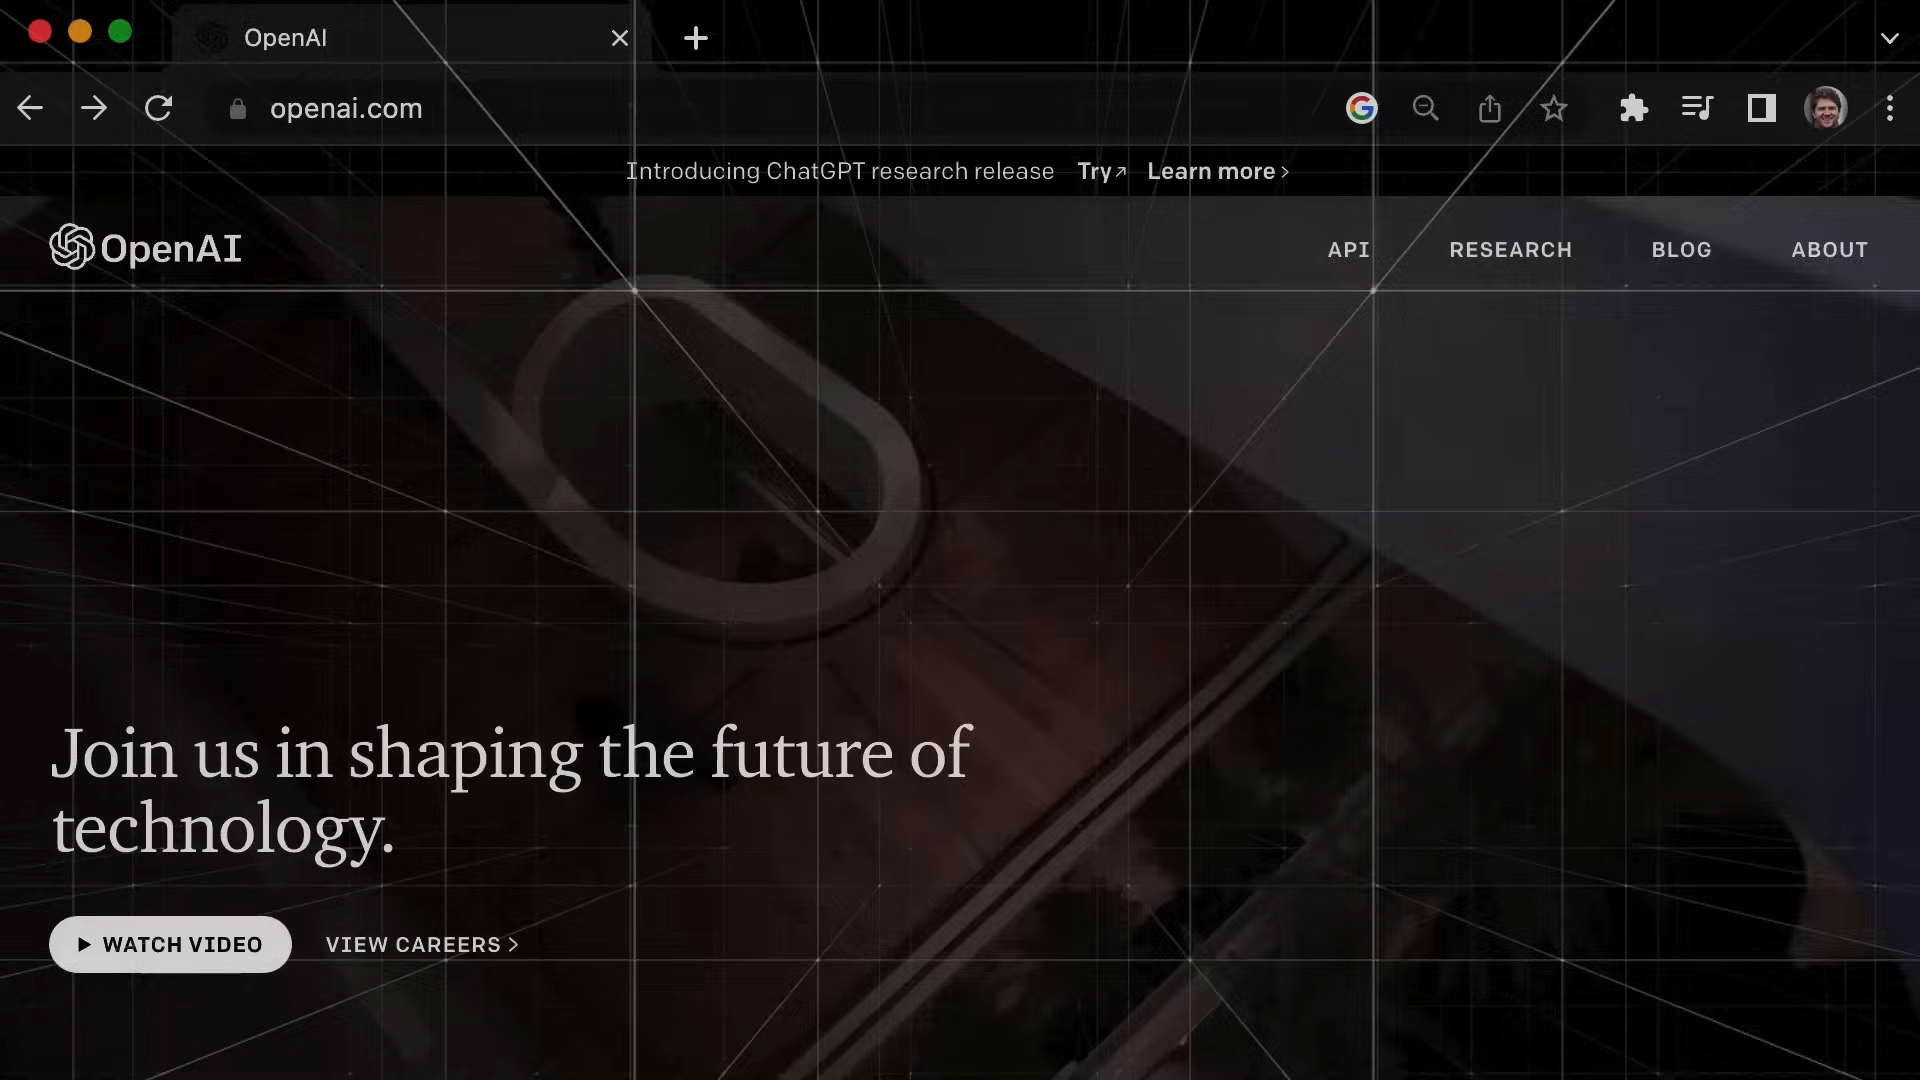 OpenAI
openai.com
Introducing ChatGPT research release Try Learn more
OpenAI
API RESEARCH BLOG ABOUT
Join us in shaping the future of
technology.
WATCH VIDEO VIEW CAREERS